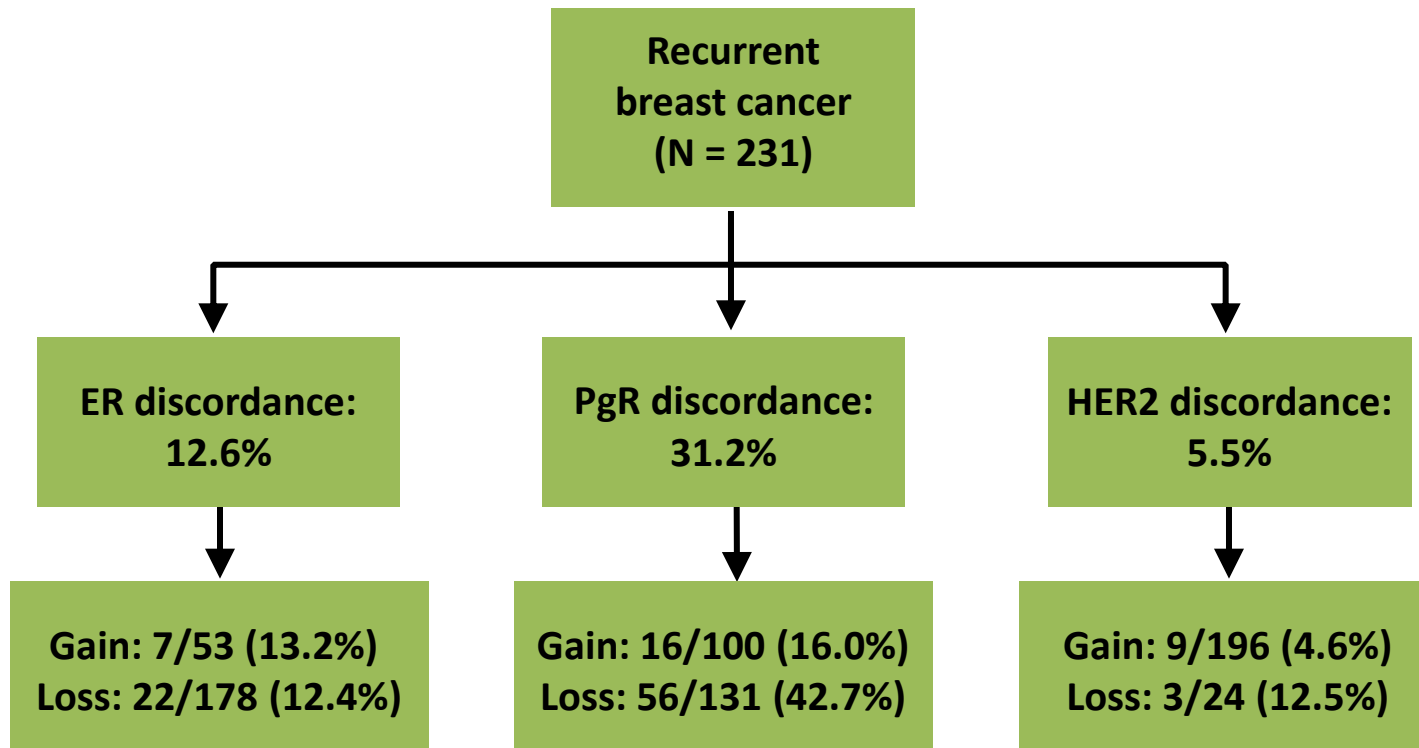 Recurrent
breast cancer
(N = 231)
ER discordance:
12.6%
PgR discordance:
31.2%
HER2 discordance:
5.5%
Gain: 7/53 (13.2%)
Loss: 22/178 (12.4%)
Gain: 16/100 (16.0%)
Loss: 56/131 (42.7%)
Gain: 9/196 (4.6%)
Loss: 3/24 (12.5%)